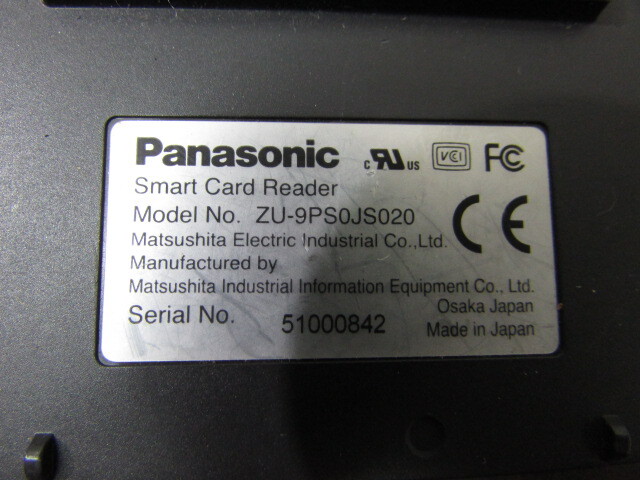 Panasonic c RU US VCI FC
Smart Card Reader
Model No. ZU-9PS0JS020 CE
Matsushita Electric Industrial Co.,Ltd.
Manufactured by
Matsushita Industrial Information Equipment Co., Ltd.
Osaka Japan
Serial No. 51000842 Made in Japan